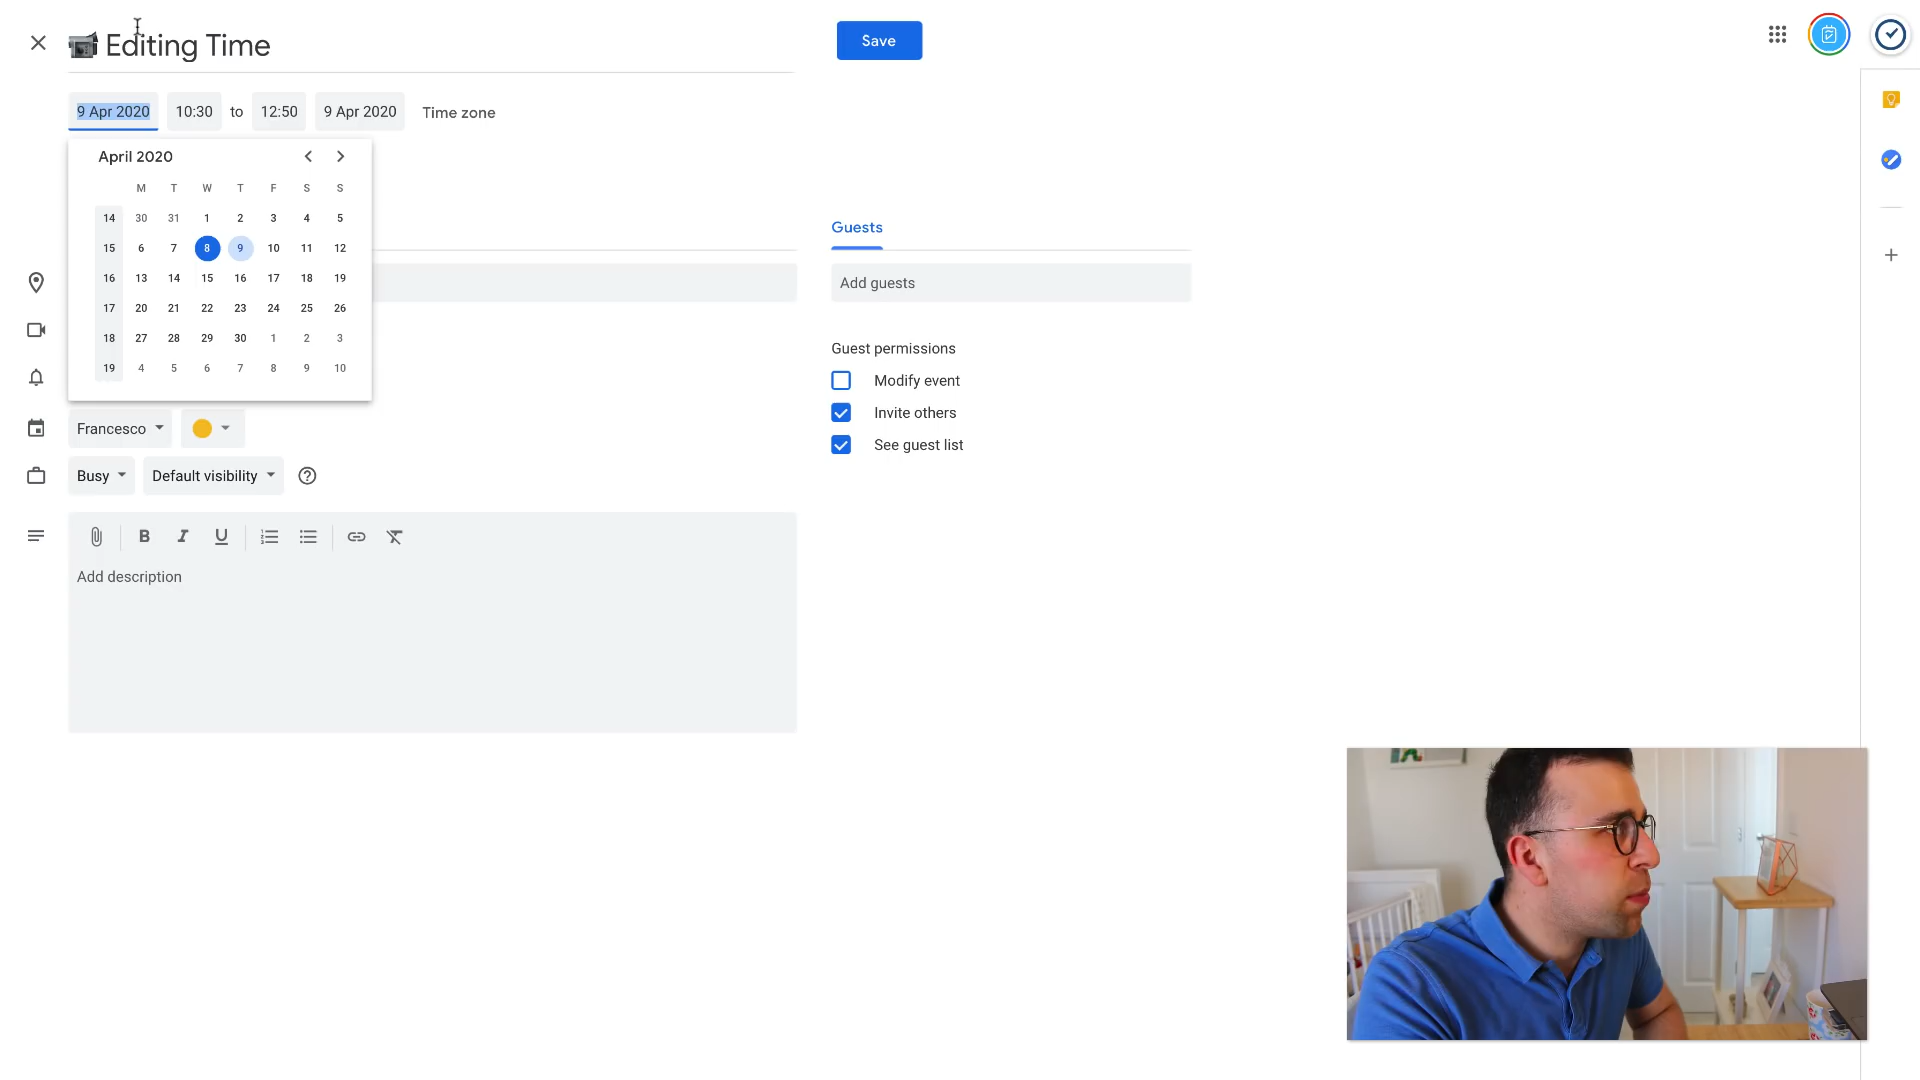 Editing Time
Save
9 Apr 2020 10:30 to 12:50 9 Apr 2020 Time zone
April 2020
M T W T F S S
14 30 31 1 2 3 4 5
15 6 7 8 9 10 11 12
16 13 14 15 16 17 18 19
17 20 21 22 23 24 25 26
18 27 28 29 30 1 2 3
19 4 5 6 7 8 9 10
Guests
Add guests
Guest permissions
Modify event
Invite others
See guest list
Francesco
Busy Default visibility
B I U
Add description